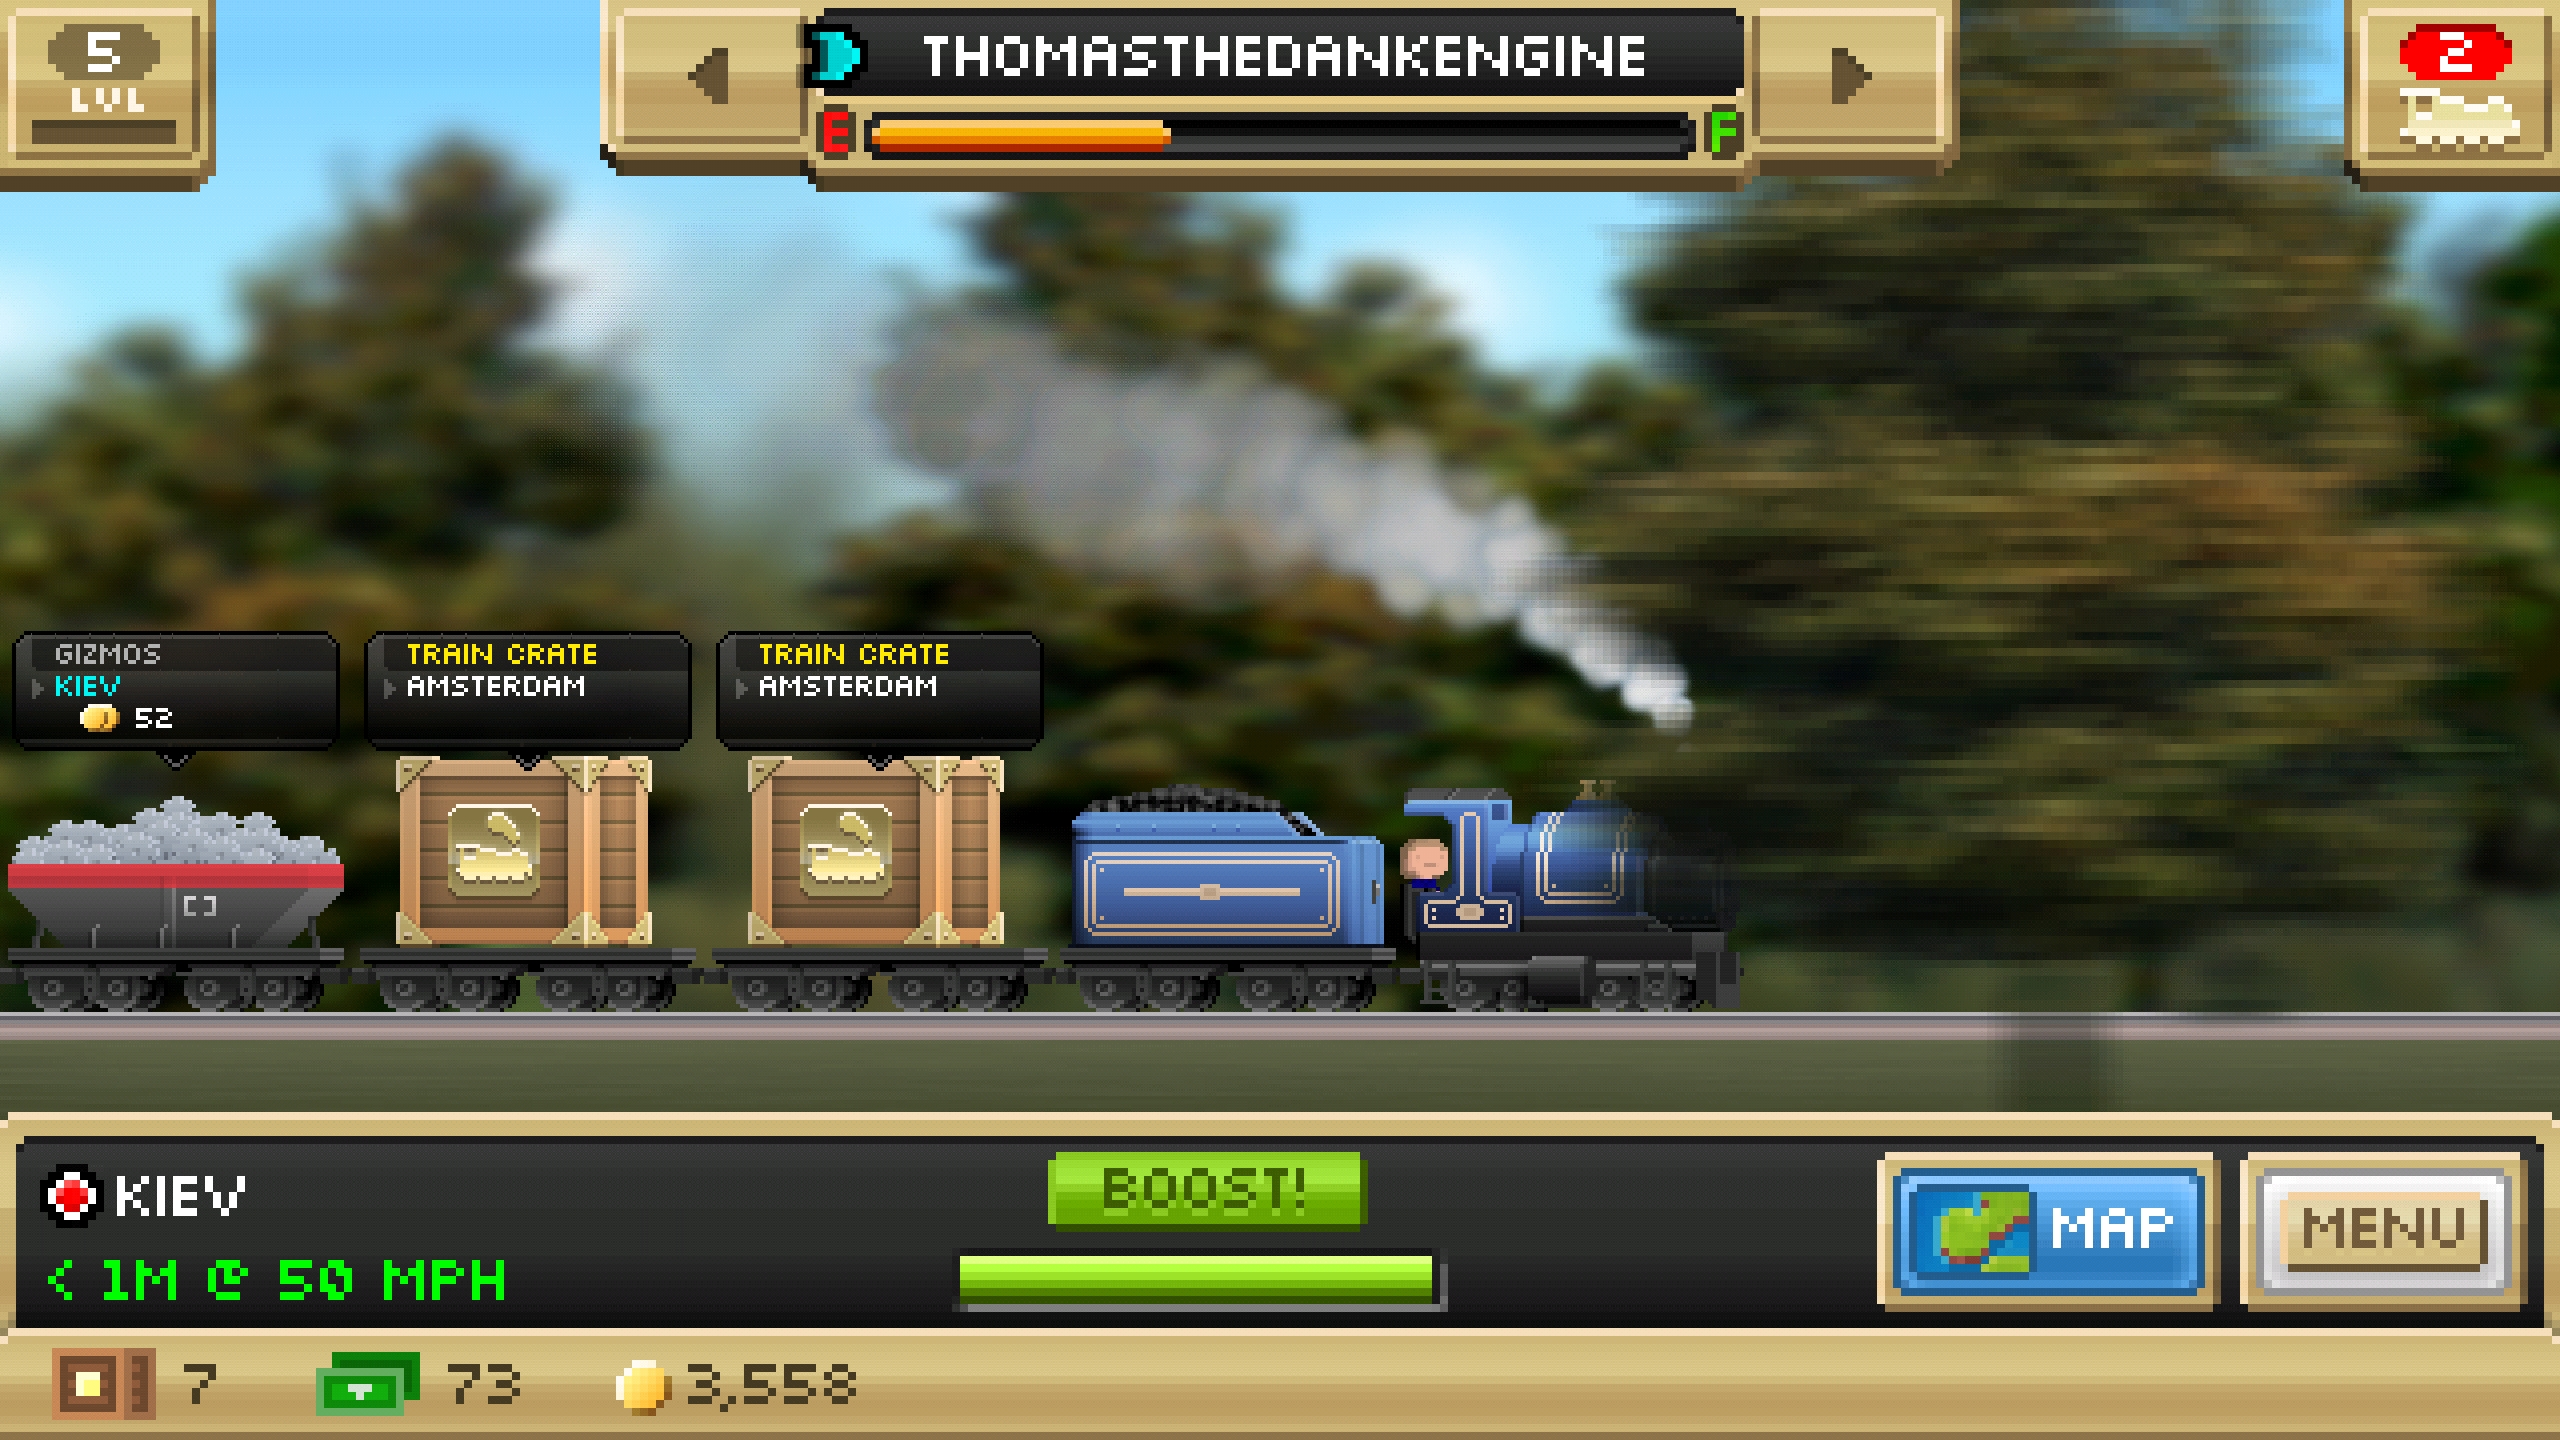 5
LVL
THOMASTHEDANKENGINE
E
F
2
GIZMOS
KIEV
52
TRAIN CRATE
AMSTERDAM
TRAIN CRATE
AMSTERDAM
KIEV
< 1M @ 50 MPH
BOOST!
MAP
MENU
7
73
3,558